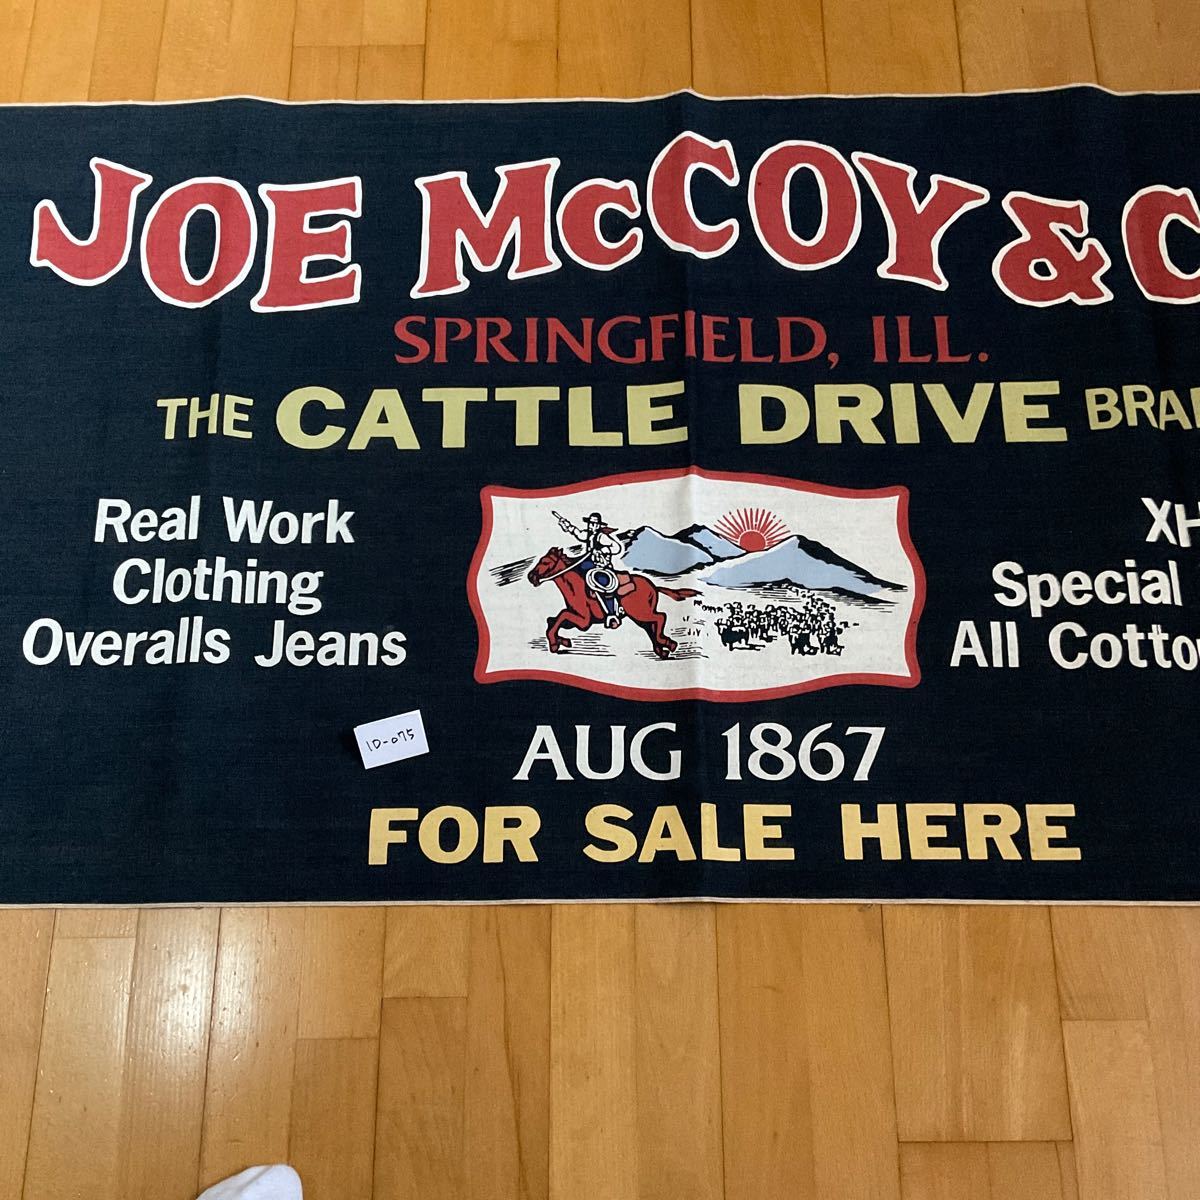 JOE McCOY & C
SPRINGFIELD, ILL.
THE CATTLE DRIVE BRA
Real Work
Clothing
Overalls Jeans
XH
Special
All Cotto
AUG 1867
FOR SALE HERE
ID-075